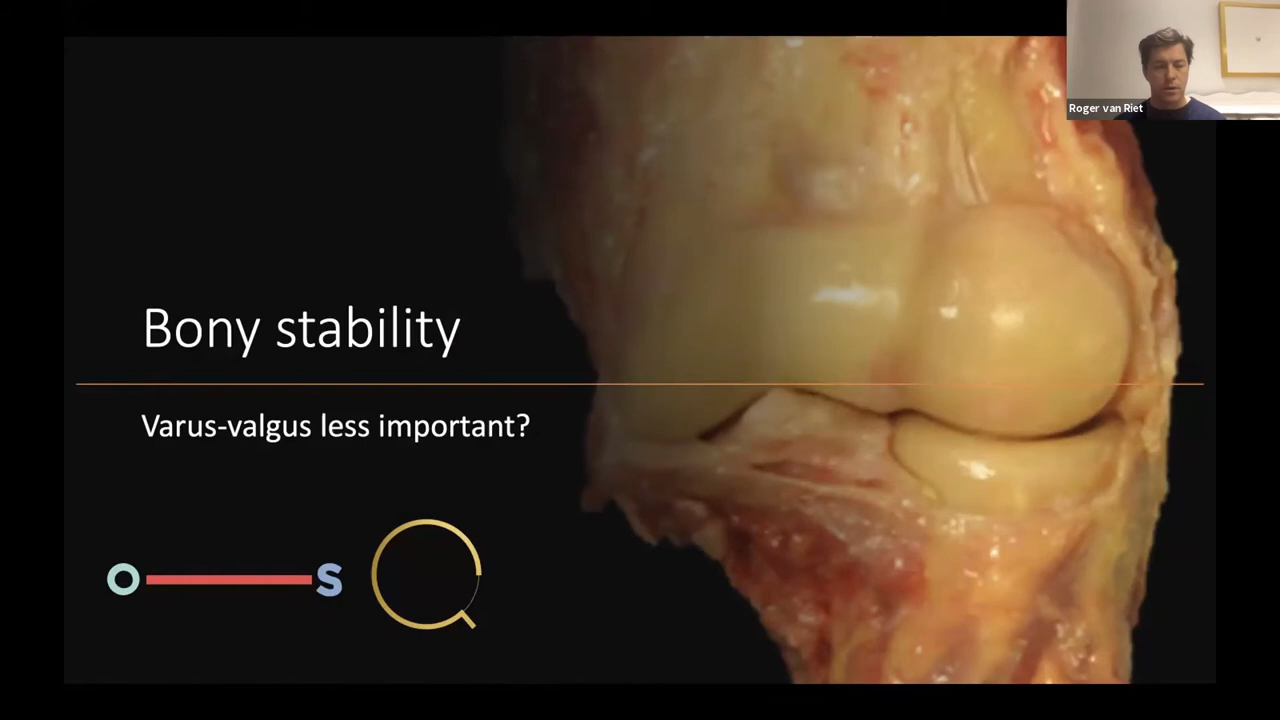 Roger van Riet
Bony stability
Varus-valgus less important?
O S